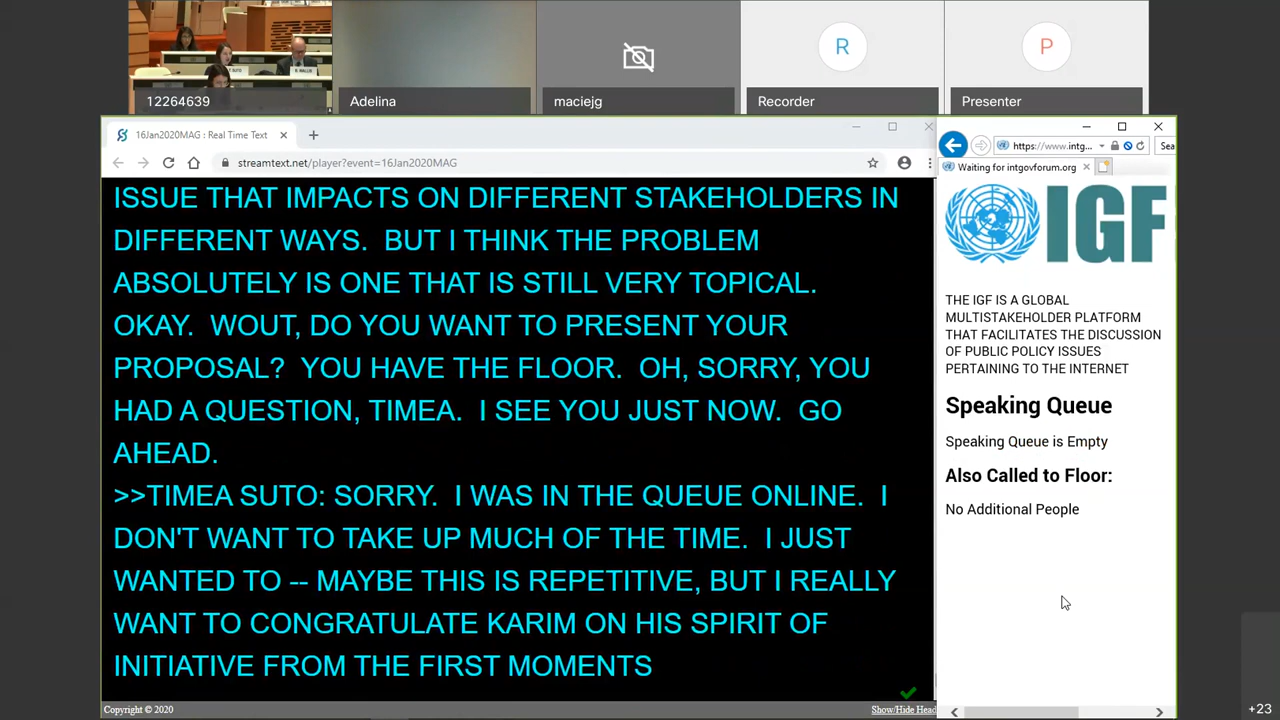 12264639
Adelina
maciejg
R
Recorder
P
Presenter
16Jan2020MAG : Real Time Text
streamtext.net/player?event=16Jan2020MAG
ISSUE THAT IMPACTS ON DIFFERENT STAKEHOLDERS IN
DIFFERENT WAYS.  BUT I THINK THE PROBLEM
ABSOLUTELY IS ONE THAT IS STILL VERY TOPICAL.
OKAY.  WOUT, DO YOU WANT TO PRESENT YOUR
PROPOSAL?  YOU HAVE THE FLOOR.  OH, SORRY, YOU
HAD A QUESTION, TIMEA.  I SEE YOU JUST NOW.  GO
AHEAD.
>>TIMEA SUTO: SORRY.  I WAS IN THE QUEUE ONLINE.  I
DON'T WANT TO TAKE UP MUCH OF THE TIME.  I JUST
WANTED TO -- MAYBE THIS IS REPETITIVE, BUT I REALLY
WANT TO CONGRATULATE KARIM ON HIS SPIRIT OF
INITIATIVE FROM THE FIRST MOMENTS
Copyright © 2020
Show/Hide Head
https://www.intg...
Sea
Waiting for intgovforum.org
IGF
THE IGF IS A GLOBAL
MULTISTAKEHOLDER PLATFORM
THAT FACILITATES THE DISCUSSION
OF PUBLIC POLICY ISSUES
PERTAINING TO THE INTERNET
Speaking Queue
Speaking Queue is Empty
Also Called to Floor:
No Additional People
+23